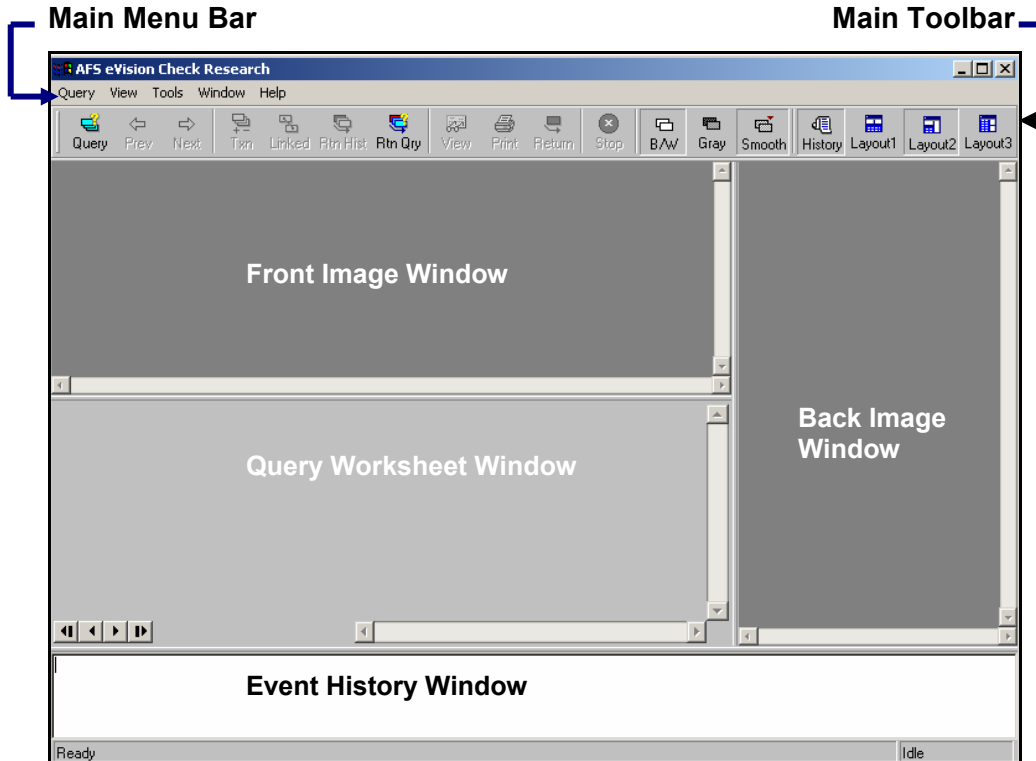 Main Menu Bar
Main Toolbar
AFS eVision Check Research
Query View Tools Window Help
Query Prev Next Txn Linked Rtn Hist Rtn Qry View Print Return Stop B/W Gray Smooth History Layout1 Layout2 Layout3
Front Image Window
Back Image
Window
Query Worksheet Window
Event History Window
Ready Idle